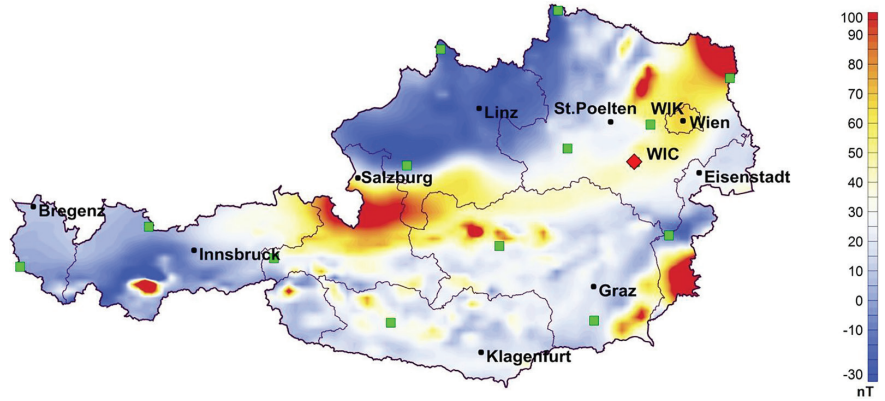 Linz
St.Poelten
WIK
Wien
WIC
Salzburg
Eisenstadt
Bregenz
Innsbruck
Graz
Klagenfurt
100
90
80
70
60
50
40
30
20
10
0
-10
-30
nT